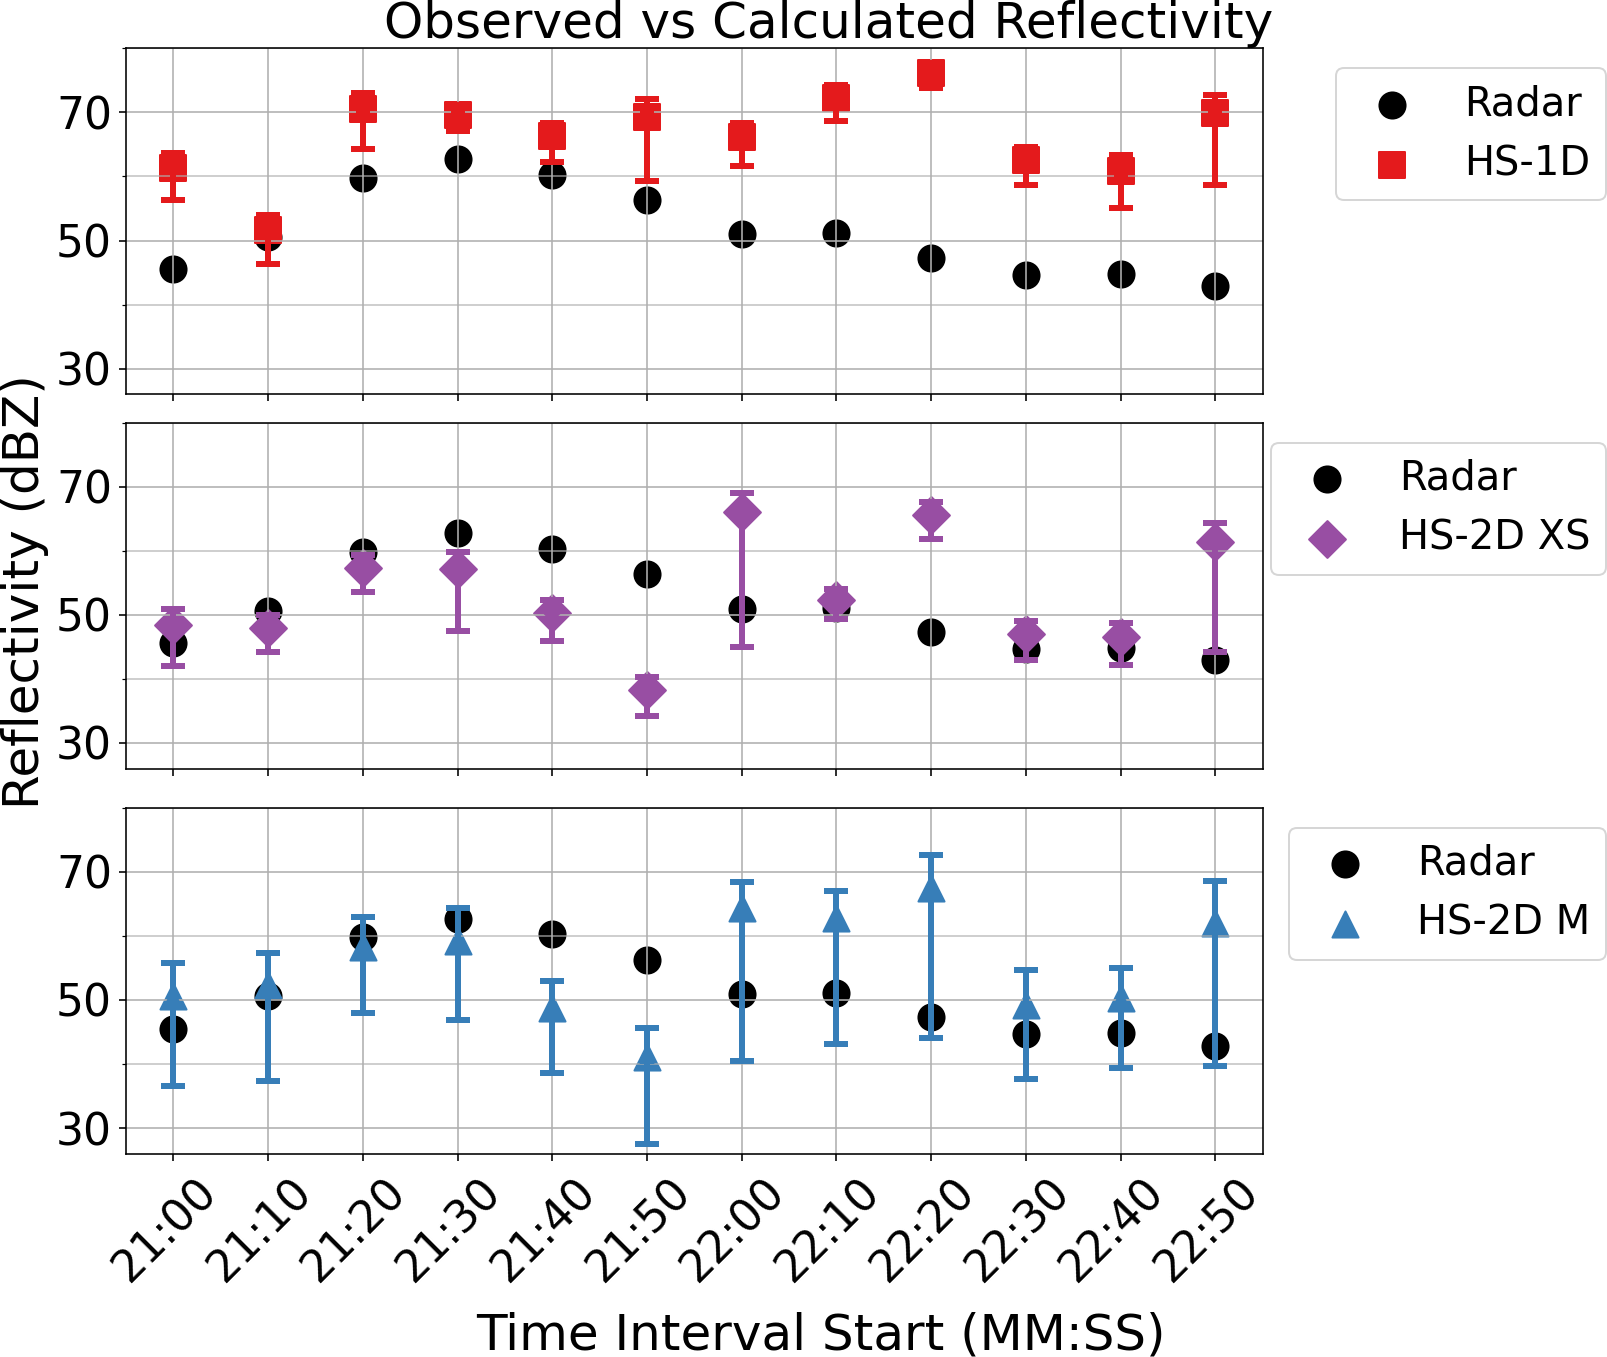 Observed vs Calculated Reflectivity
70
50
30
Radar
HS-1D
Reflectivity (dBZ)
70
50
30
Radar
HS-2D XS
70
50
30
Radar
HS-2D M
21:00
21:10
21:20
21:30
21:40
21:50
22:00
22:10
22:20
22:30
22:40
22:50
Time Interval Start (MM:SS)